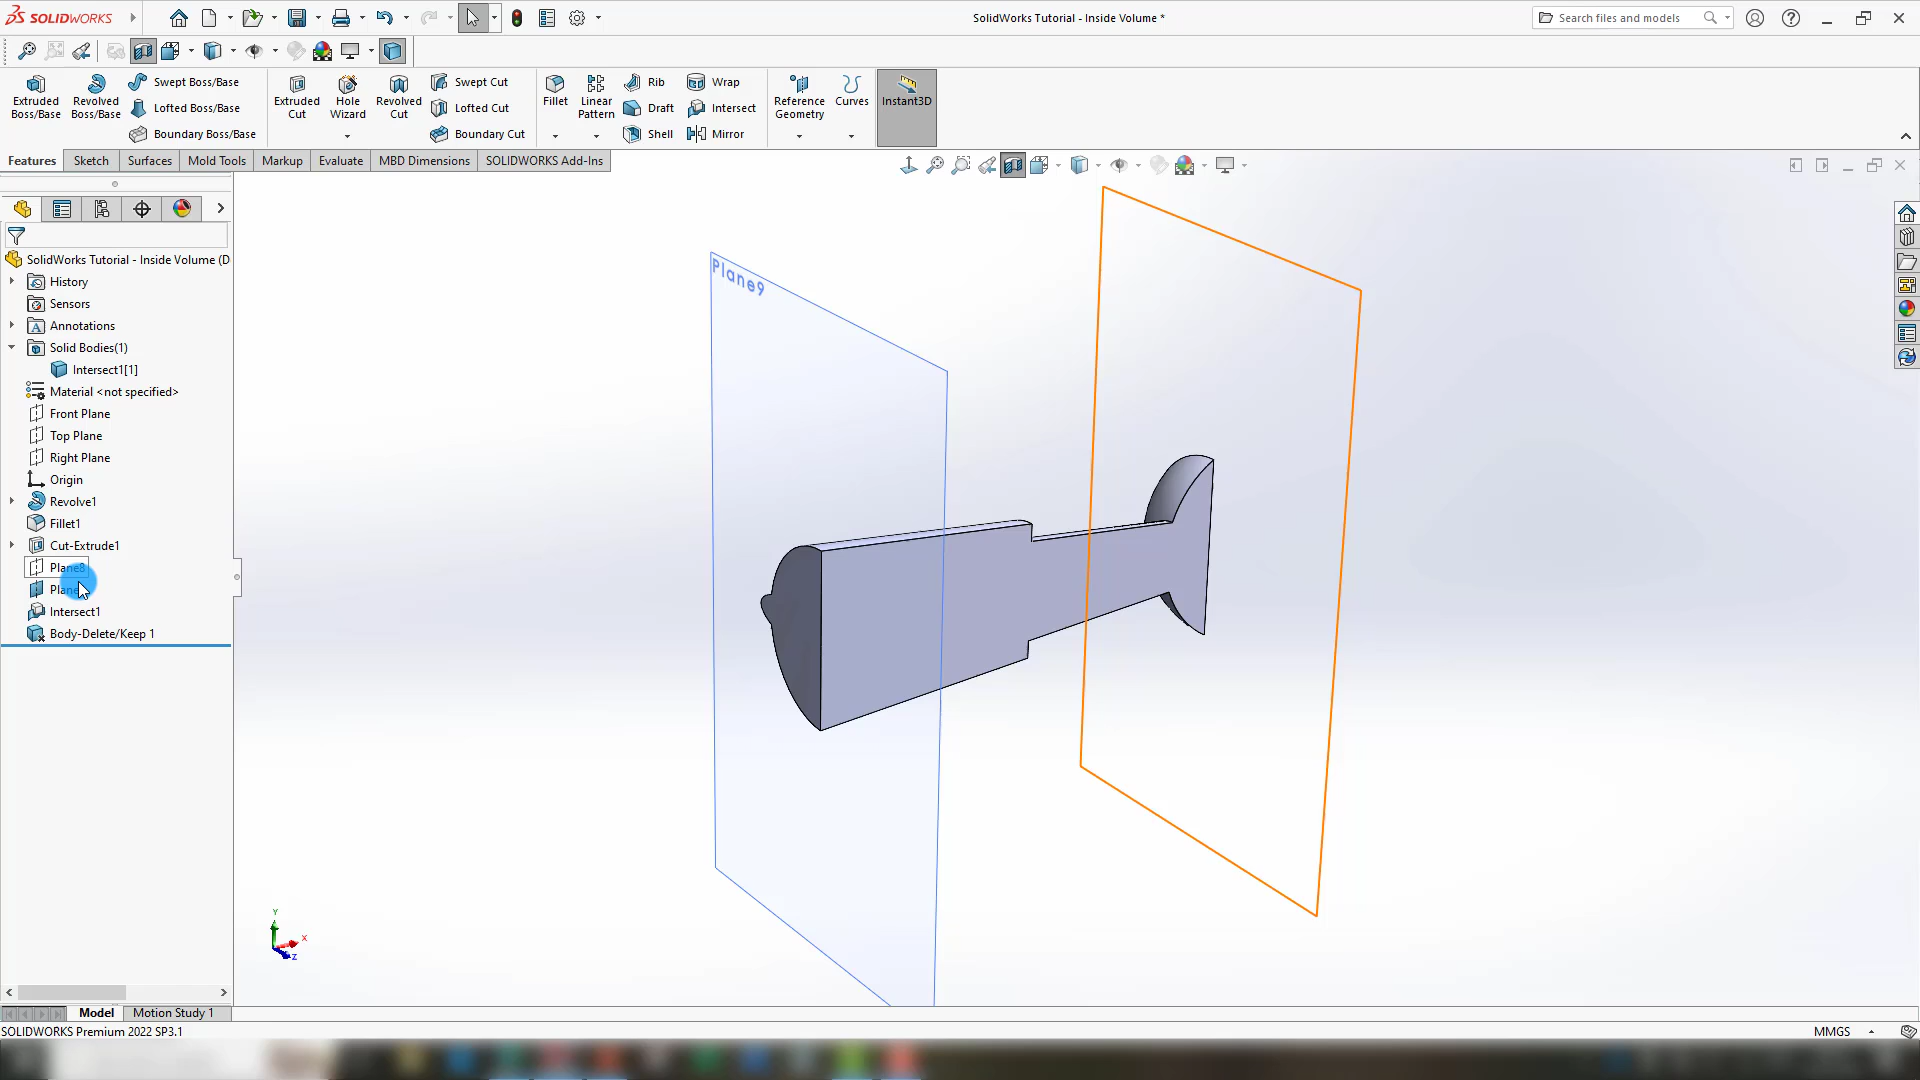 SOLIDWORKS
SolidWorks Tutorial - Inside Volume *
Search files and models
Extruded Boss/Base
Revolved Boss/Base
Swept Boss/Base
Lofted Boss/Base
Boundary Boss/Base
Extruded Cut
Hole Wizard
Revolved Cut
Swept Cut
Lofted Cut
Boundary Cut
Fillet
Linear Pattern
Rib
Draft
Shell
Wrap
Intersect
Mirror
Reference Geometry
Curves
Instant3D
Features
Sketch
Surfaces
Mold Tools
Markup
Evaluate
MBD Dimensions
SOLIDWORKS Add-Ins
SolidWorks Tutorial - Inside Volume (D
History
Sensors
Annotations
Solid Bodies(1)
Intersect1[1]
Material <not specified>
Front Plane
Top Plane
Right Plane
Origin
Revolve1
Fillet1
Cut-Extrude1
Plane8
Plane
Intersect1
Body-Delete/Keep 1
Plane9
Y
X
Z
Model
Motion Study 1
SOLIDWORKS Premium 2022 SP3.1
MMGS